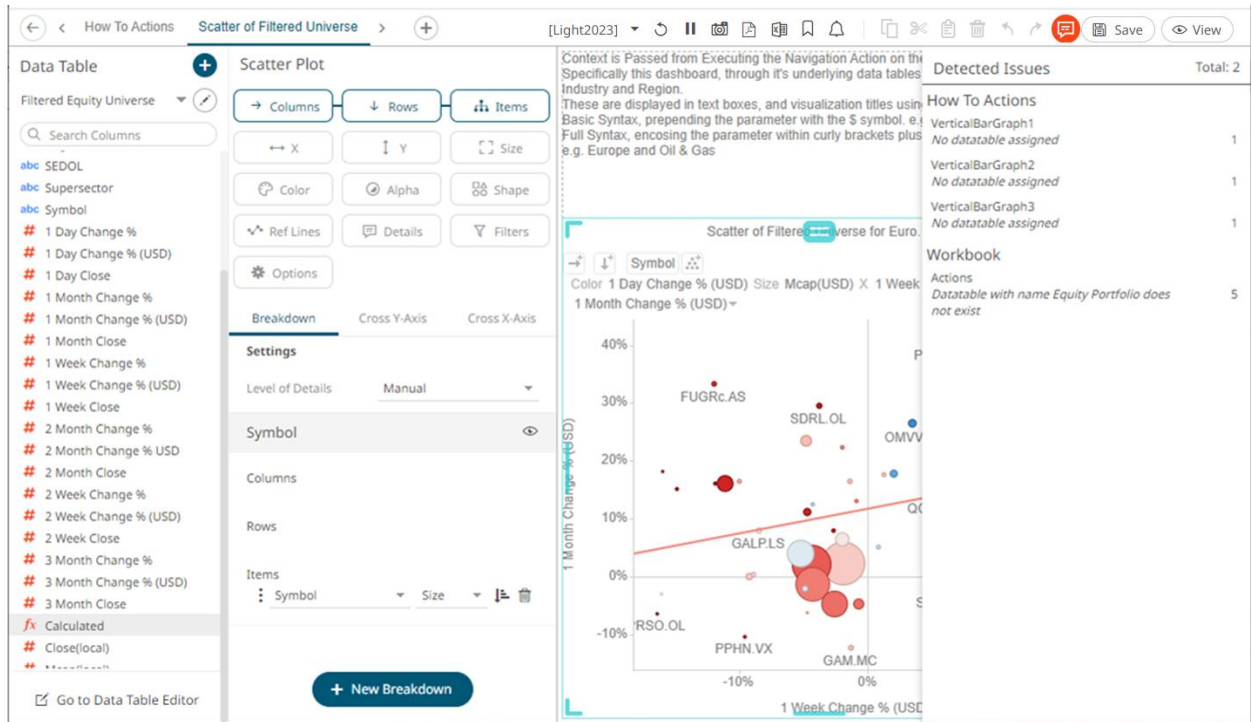 How To Actions
Scatter of Filtered Universe
[Light2023]
Save
View
Data Table
Filtered Equity Universe
Search Columns
abc SEDOL
abc Supersector
abc Symbol
# 1 Day Change %
# 1 Day Change % (USD)
# 1 Day Close
# 1 Month Change %
# 1 Month Change % (USD)
# 1 Month Close
# 1 Week Change %
# 1 Week Change % (USD)
# 1 Week Close
# 2 Month Change %
# 2 Month Change % USD
# 2 Month Close
# 2 Week Change %
# 2 Week Change % (USD)
# 2 Week Close
# 3 Month Change %
# 3 Month Change % (USD)
# 3 Month Close
fx Calculated
# Close(local)
Go to Data Table Editor
Scatter Plot
Columns
Rows
Items
X
Y
Size
Color
Alpha
Shape
Ref Lines
Details
Filters
Options
Breakdown
Cross Y-Axis
Cross X-Axis
Settings
Level of Details
Manual
Symbol
Columns
Rows
Items
Symbol
Size
+ New Breakdown
Context is Passed from Executing the Navigation Action on the
Specifically this dashboard, through it's underlying data tables
Industry and Region.
These are displayed in text boxes, and visualization titles usin
Basic Syntax, prepending the parameter with the $ symbol. e.g
Full Syntax, encosing the parameter within curly brackets plus
e.g. Europe and Oil & Gas
Scatter of Filtered Universe for Euro.
Symbol
Color 1 Day Change % (USD) Size Mcap(USD) X 1 Week
1 Month Change % (USD)
40%
30%
20%
10%
0%
-10%
1 Month Change % (USD)
FUGRc.AS
SDRL.OL
OMVV
GALP.LS
PRSO.OL
PPHN.VX
GAM.MC
-10%
0%
1 Week Change % (USD
Detected Issues
Total: 2
How To Actions
VerticalBarGraph1
No datatable assigned 1
VerticalBarGraph2
No datatable assigned 1
VerticalBarGraph3
No datatable assigned 1
Workbook
Actions
Datatable with name Equity Portfolio does 5
not exist